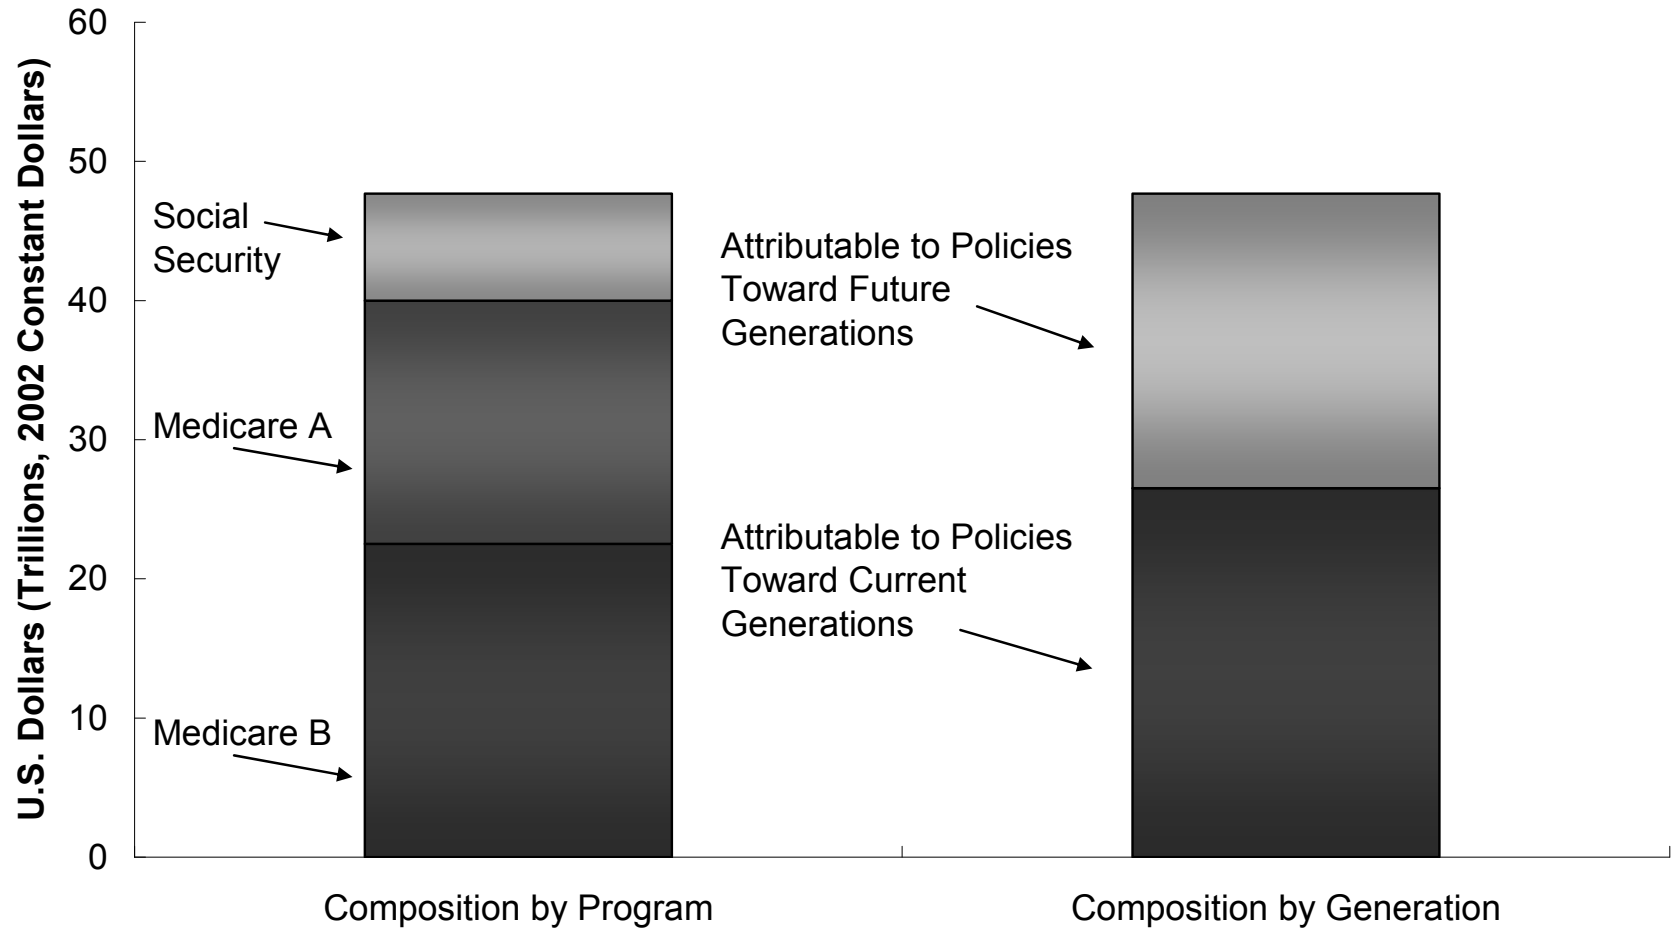 60
50
40
30
20
10
0
U.S. Dollars (Trillions, 2002 Constant Dollars)
Social
Security
Medicare A
Medicare B
Attributable to Policies
Toward Future
Generations
Attributable to Policies
Toward Current
Generations
Composition by Program
Composition by Generation